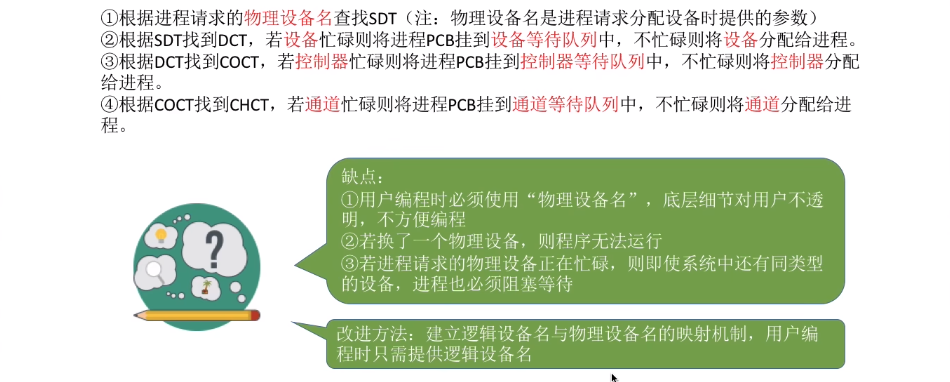 ①根据进程请求的物理设备名查找SDT（注：物理设备名是进程请求分配设备时提供的参数）
②根据SDT找到DCT，若设备忙碌则将进程PCB挂到设备等待队列中，不忙碌则将设备分配给进程。
③根据DCT找到COCT，若控制器忙碌则将进程PCB挂到控制器等待队列中，不忙碌则将控制器分配
给进程。
④根据COCT找到CHCT，若通道忙碌则将进程PCB挂到通道等待队列中，不忙碌则将通道分配给进
程。
缺点：
①用户编程时必须使用“物理设备名”，底层细节对用户不透
明，不方便编程
②若换了一个物理设备，则程序无法运行
③若进程请求的物理设备正在忙碌，则即使系统中还有同类型
的设备，进程也必须阻塞等待
改进方法：建立逻辑设备名与物理设备名的映射机制，用户编
程时只需提供逻辑设备名